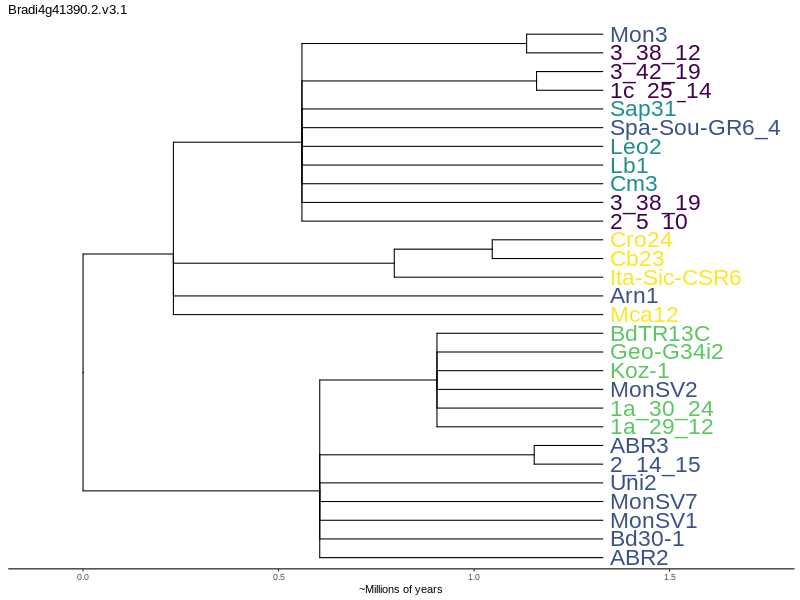 Bradi4g41390.2.v3.1
Mon3
3_38_12
3_42_19
1c_25_14
Sap31
Spa-Sou-GR6_4
Leo2
Lb1
Cm3
3_38_19
2_5_10
Cro24
Cb23
Ita-Sic-CSR6
Arn1
Mca12
BdTR13C
Geo-G34i2
Koz-1
MonSV2
1a_30_24
1a_29_12
ABR3
2_14_15
Uni2
MonSV7
MonSV1
Bd30-1
ABR2
0.0 0.5 1.0 1.5
~Millions of years